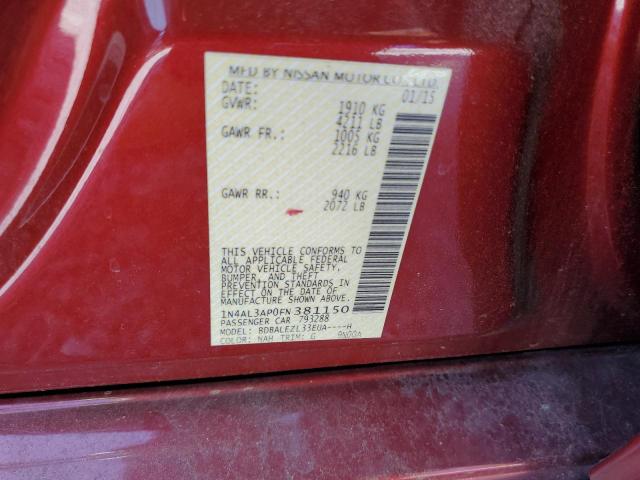 MFD BY NISSAN MOTOR CO., LTD.
DATE: 01/15
GVWR: 1910 KG
4211 LB
GAWR FR.: 1005 KG
2216 LB
GAWR RR.: 940 KG
2072 LB
THIS VEHICLE CONFORMS TO
ALL APPLICABLE FEDERAL
MOTOR VEHICLE SAFETY,
BUMPER, AND THEFT
PREVENTION STANDARDS IN
EFFECT ON THE DATE OF
MANUFACTURE SHOWN ABOVE.
1N4AL3AP0FN381150
PASSENGER CAR 793288
MODEL: BDBALEZL33EUA----H
COLOR: NAH TRIM: G 9N00A